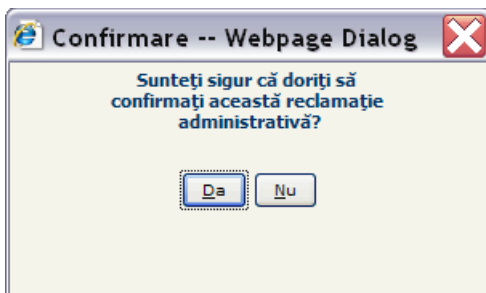 Confirmare -- Webpage Dialog
Sunteţi sigur că doriţi să
confirmaţi această reclamaţie
administrativă?
Da Nu